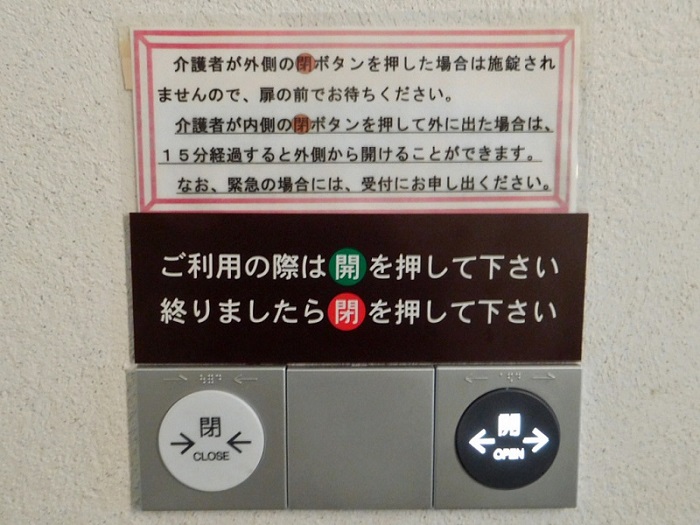 介護者が外側の閉ボタンを押した場合は施錠され
ませんので、扉の前でお待ちください。
介護者が内側の閉ボタンを押して外に出た場合は、
１５分経過すると外側から開けることができます。
なお、緊急の場合には、受付にお申し出ください。
ご利用の際は開を押して下さい
終りましたら閉を押して下さい
閉
CLOSE
開
OPEN